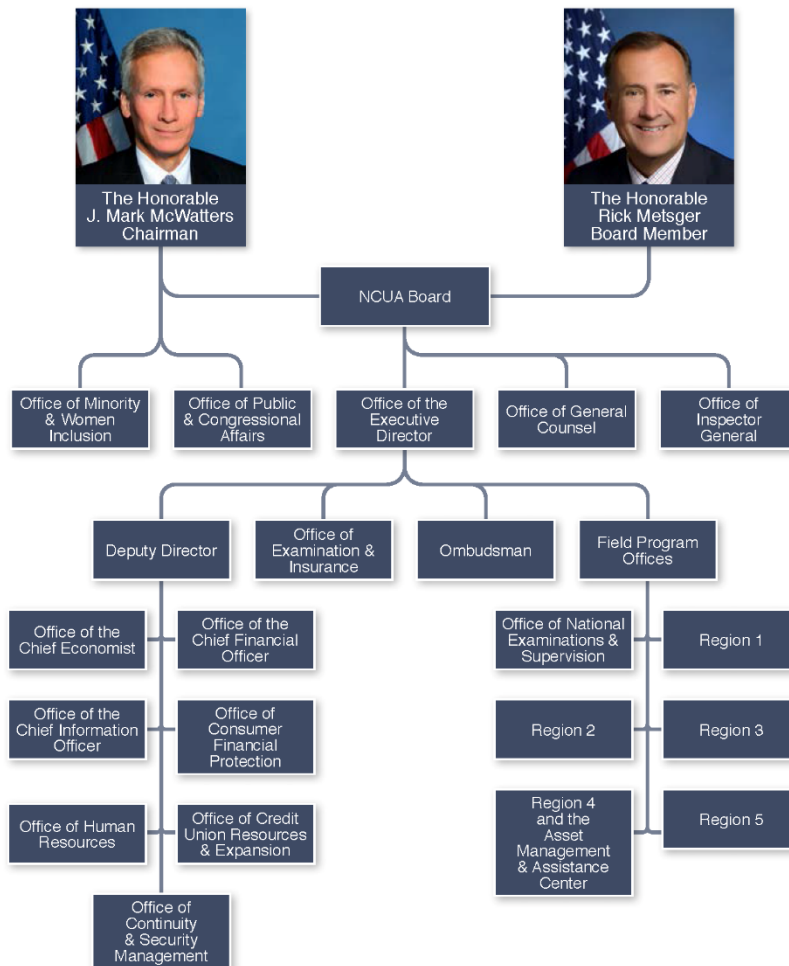 The Honorable
J. Mark McWatters
Chairman
The Honorable
Rick Metsger
Board Member
NCUA Board
Office of Minority
& Women
Inclusion
Office of Public
& Congressional
Affairs
Office of the
Executive
Director
Office of General
Counsel
Office of
Inspector
General
Deputy Director
Office of
Examination &
Insurance
Ombudsman
Field Program
Offices
Office of the
Chief Economist
Office of the
Chief Financial
Officer
Office of National
Examinations &
Supervision
Region 1
Office of the
Chief Information
Officer
Office of
Consumer
Financial
Protection
Region 2
Region 3
Office of Human
Resources
Office of Credit
Union Resources
& Expansion
Region 4
and the
Asset
Management
& Assistance
Center
Region 5
Office of
Continuity
& Security
Management